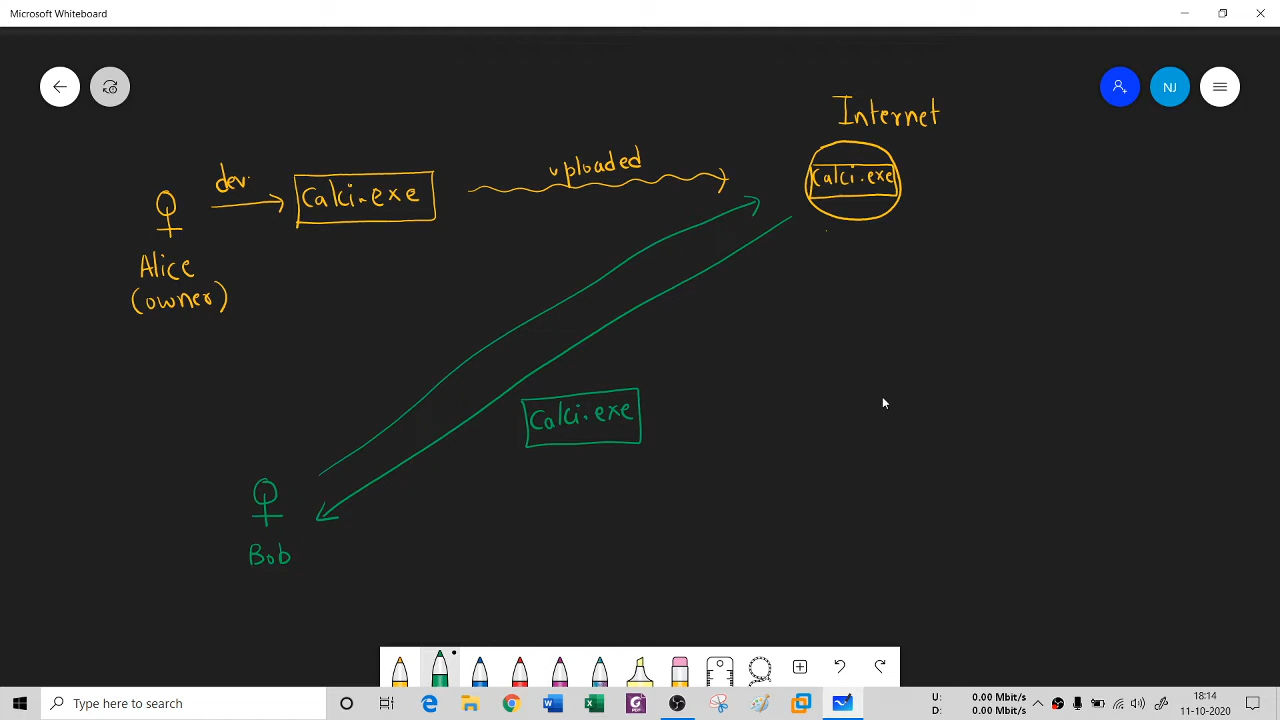 Microsoft Whiteboard
NJ
Internet
dev.
Calci.exe
uploaded
Calci.exe
Alice
(owner)
Calci.exe
Bob
Type here to search
U: 0.00 Mbit/s
D: 0.00 Mbit/s
18:14
11-10-2020